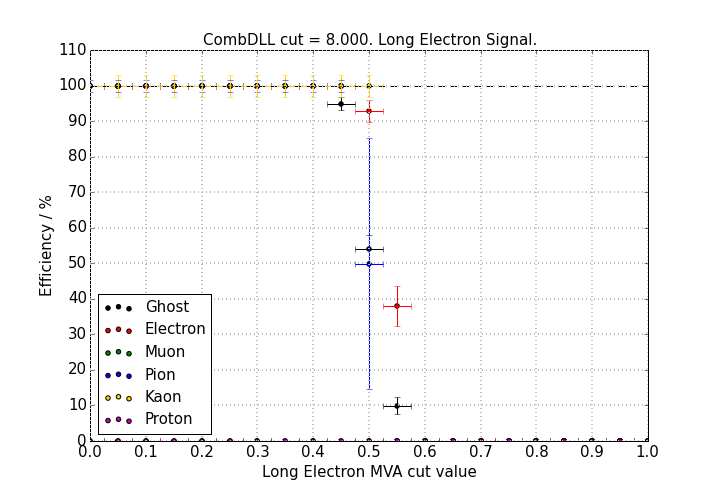 CombDLL cut = 8.000. Long Electron Signal.
110
100
90
80
70
60
50
40
30
20
10
0
Efficiency / %
Ghost
Electron
Muon
Pion
Kaon
Proton
0.0 0.1 0.2 0.3 0.4 0.5 0.6 0.7 0.8 0.9 1.0
Long Electron MVA cut value